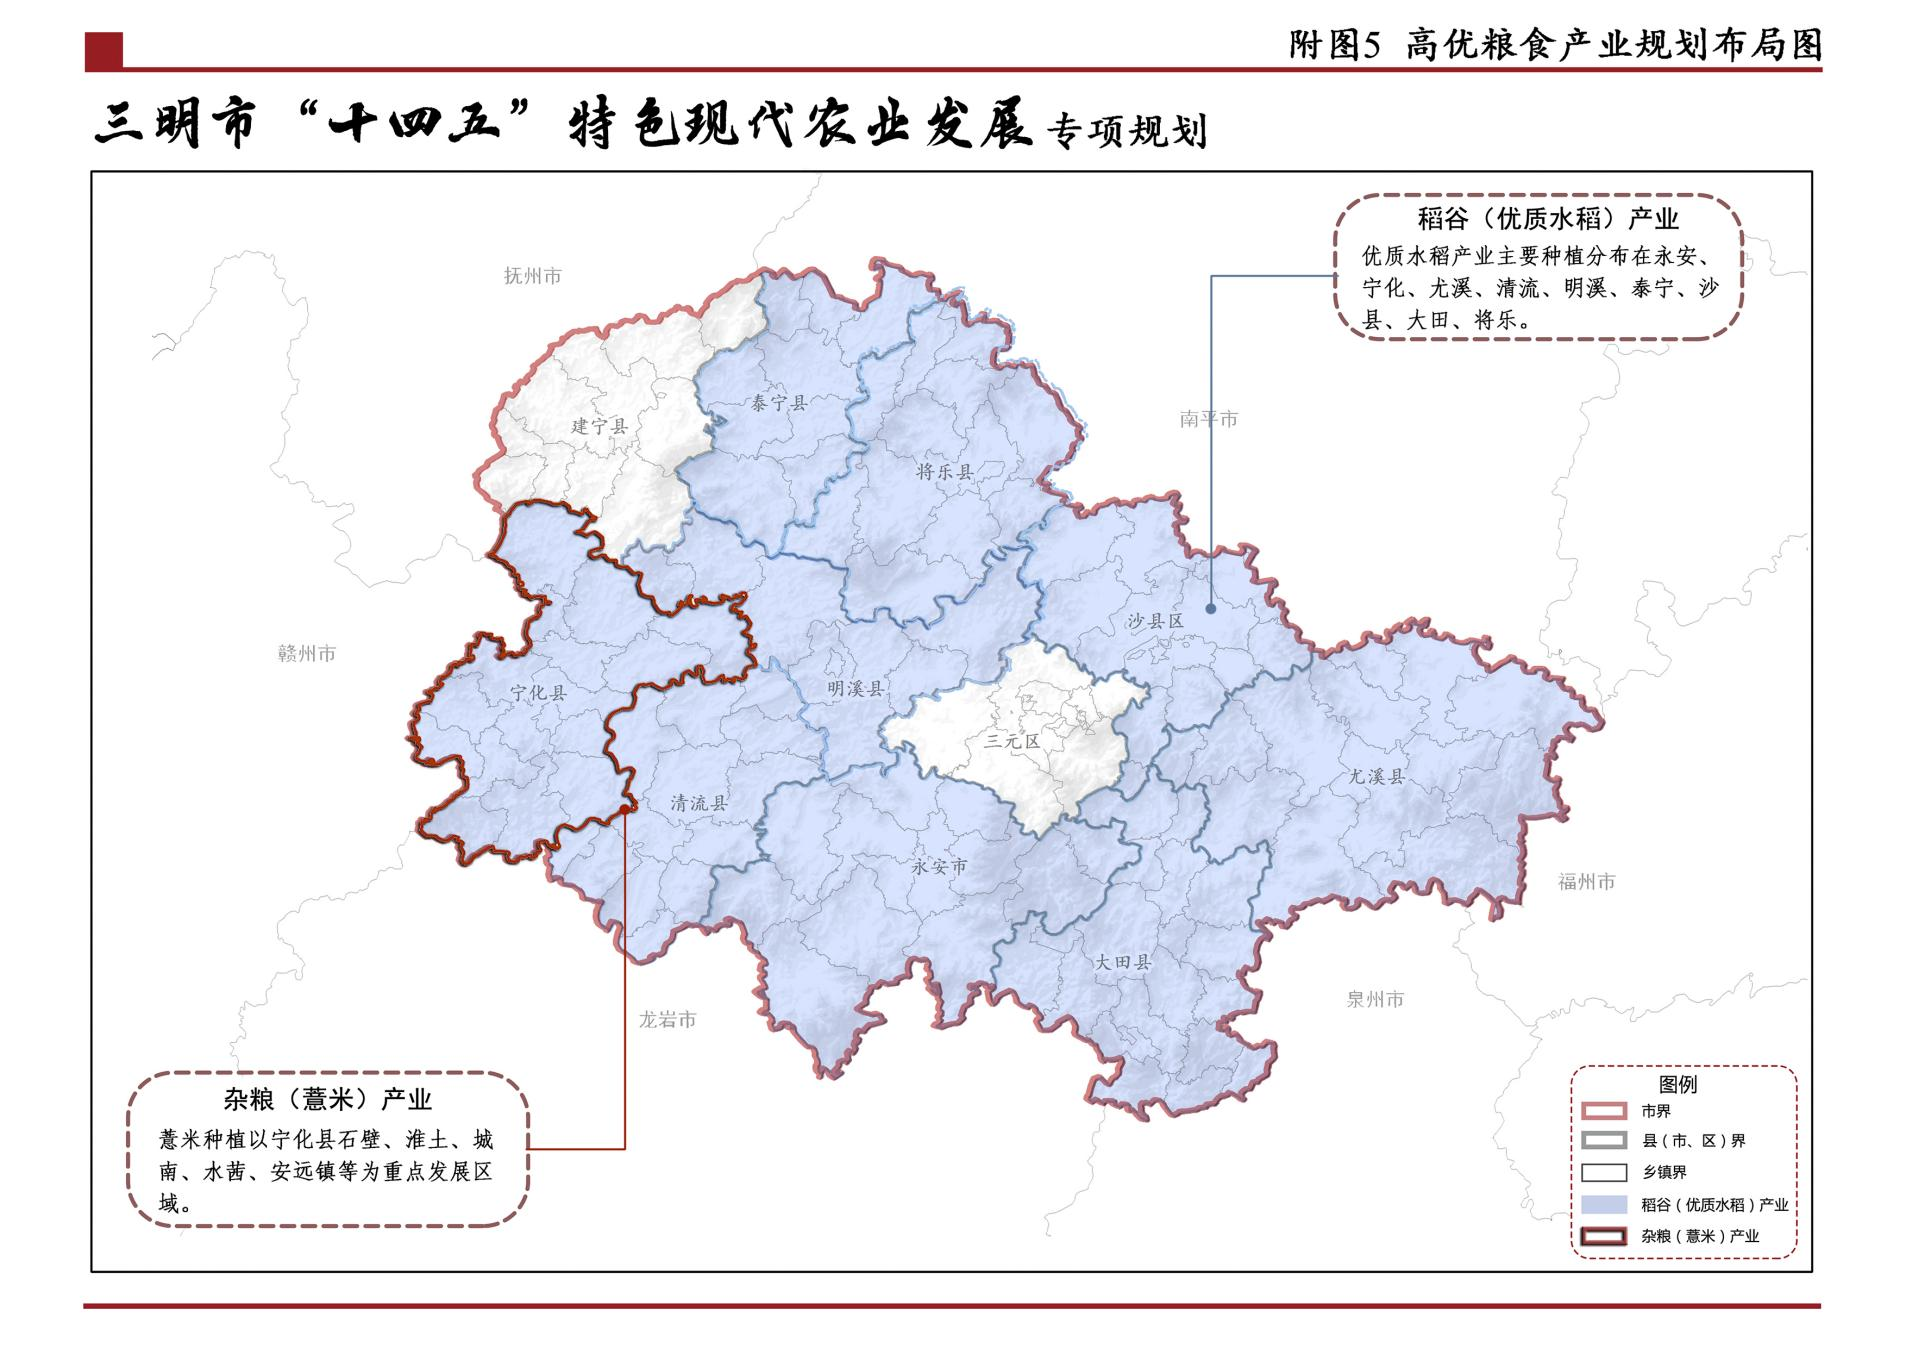 附图5 高优粮食产业规划布局图
三明市“十四五”特色现代农业发展专项规划
稻谷（优质水稻）产业
优质水稻产业主要种植分布在永安、
宁化、尤溪、清流、明溪、泰宁、沙
县、大田、将乐。
抚州市
南平市
泰宁县
建宁县
将乐县
沙县区
赣州市
宁化县
明溪县
三元区
尤溪县
清流县
永安市
福州市
大田县
泉州市
龙岩市
杂粮（薏米）产业
薏米种植以宁化县石壁、淮土、城
南、水茜、安远镇等为重点发展区
域。
图例
市界
县（市、区）界
乡镇界
稻谷（优质水稻）产业
杂粮（薏米）产业